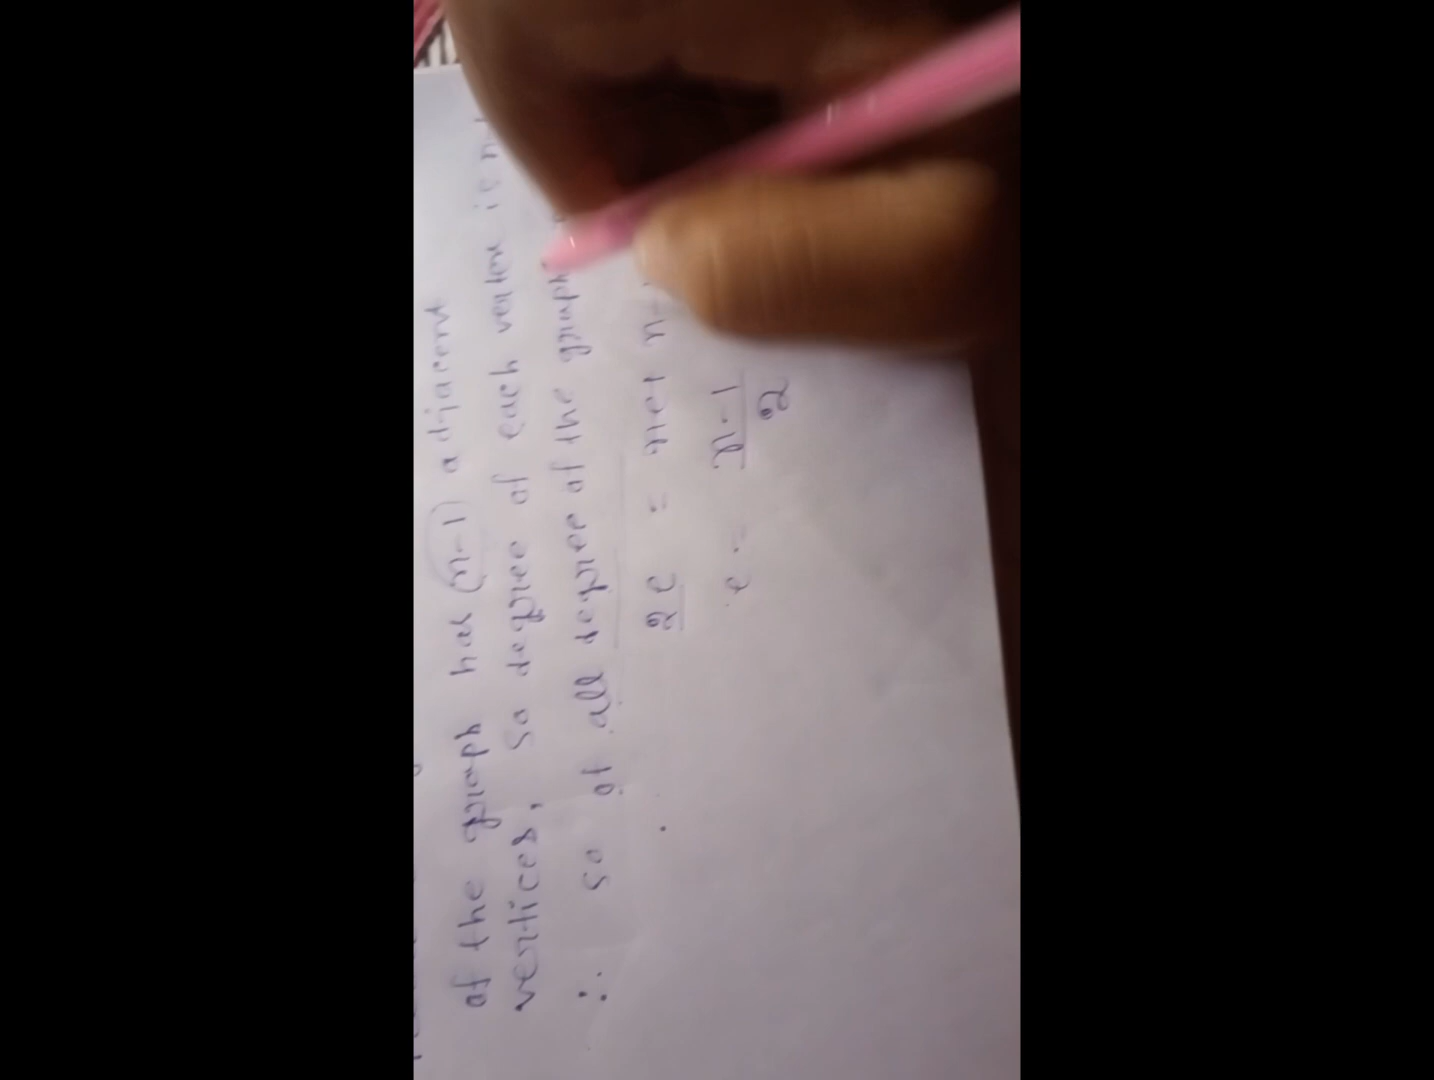 of the graph has (n-1) adjacent
vertices, so degree of each vertex is
∴ so of all degree of the graph
2e = n-
e = n-1/2